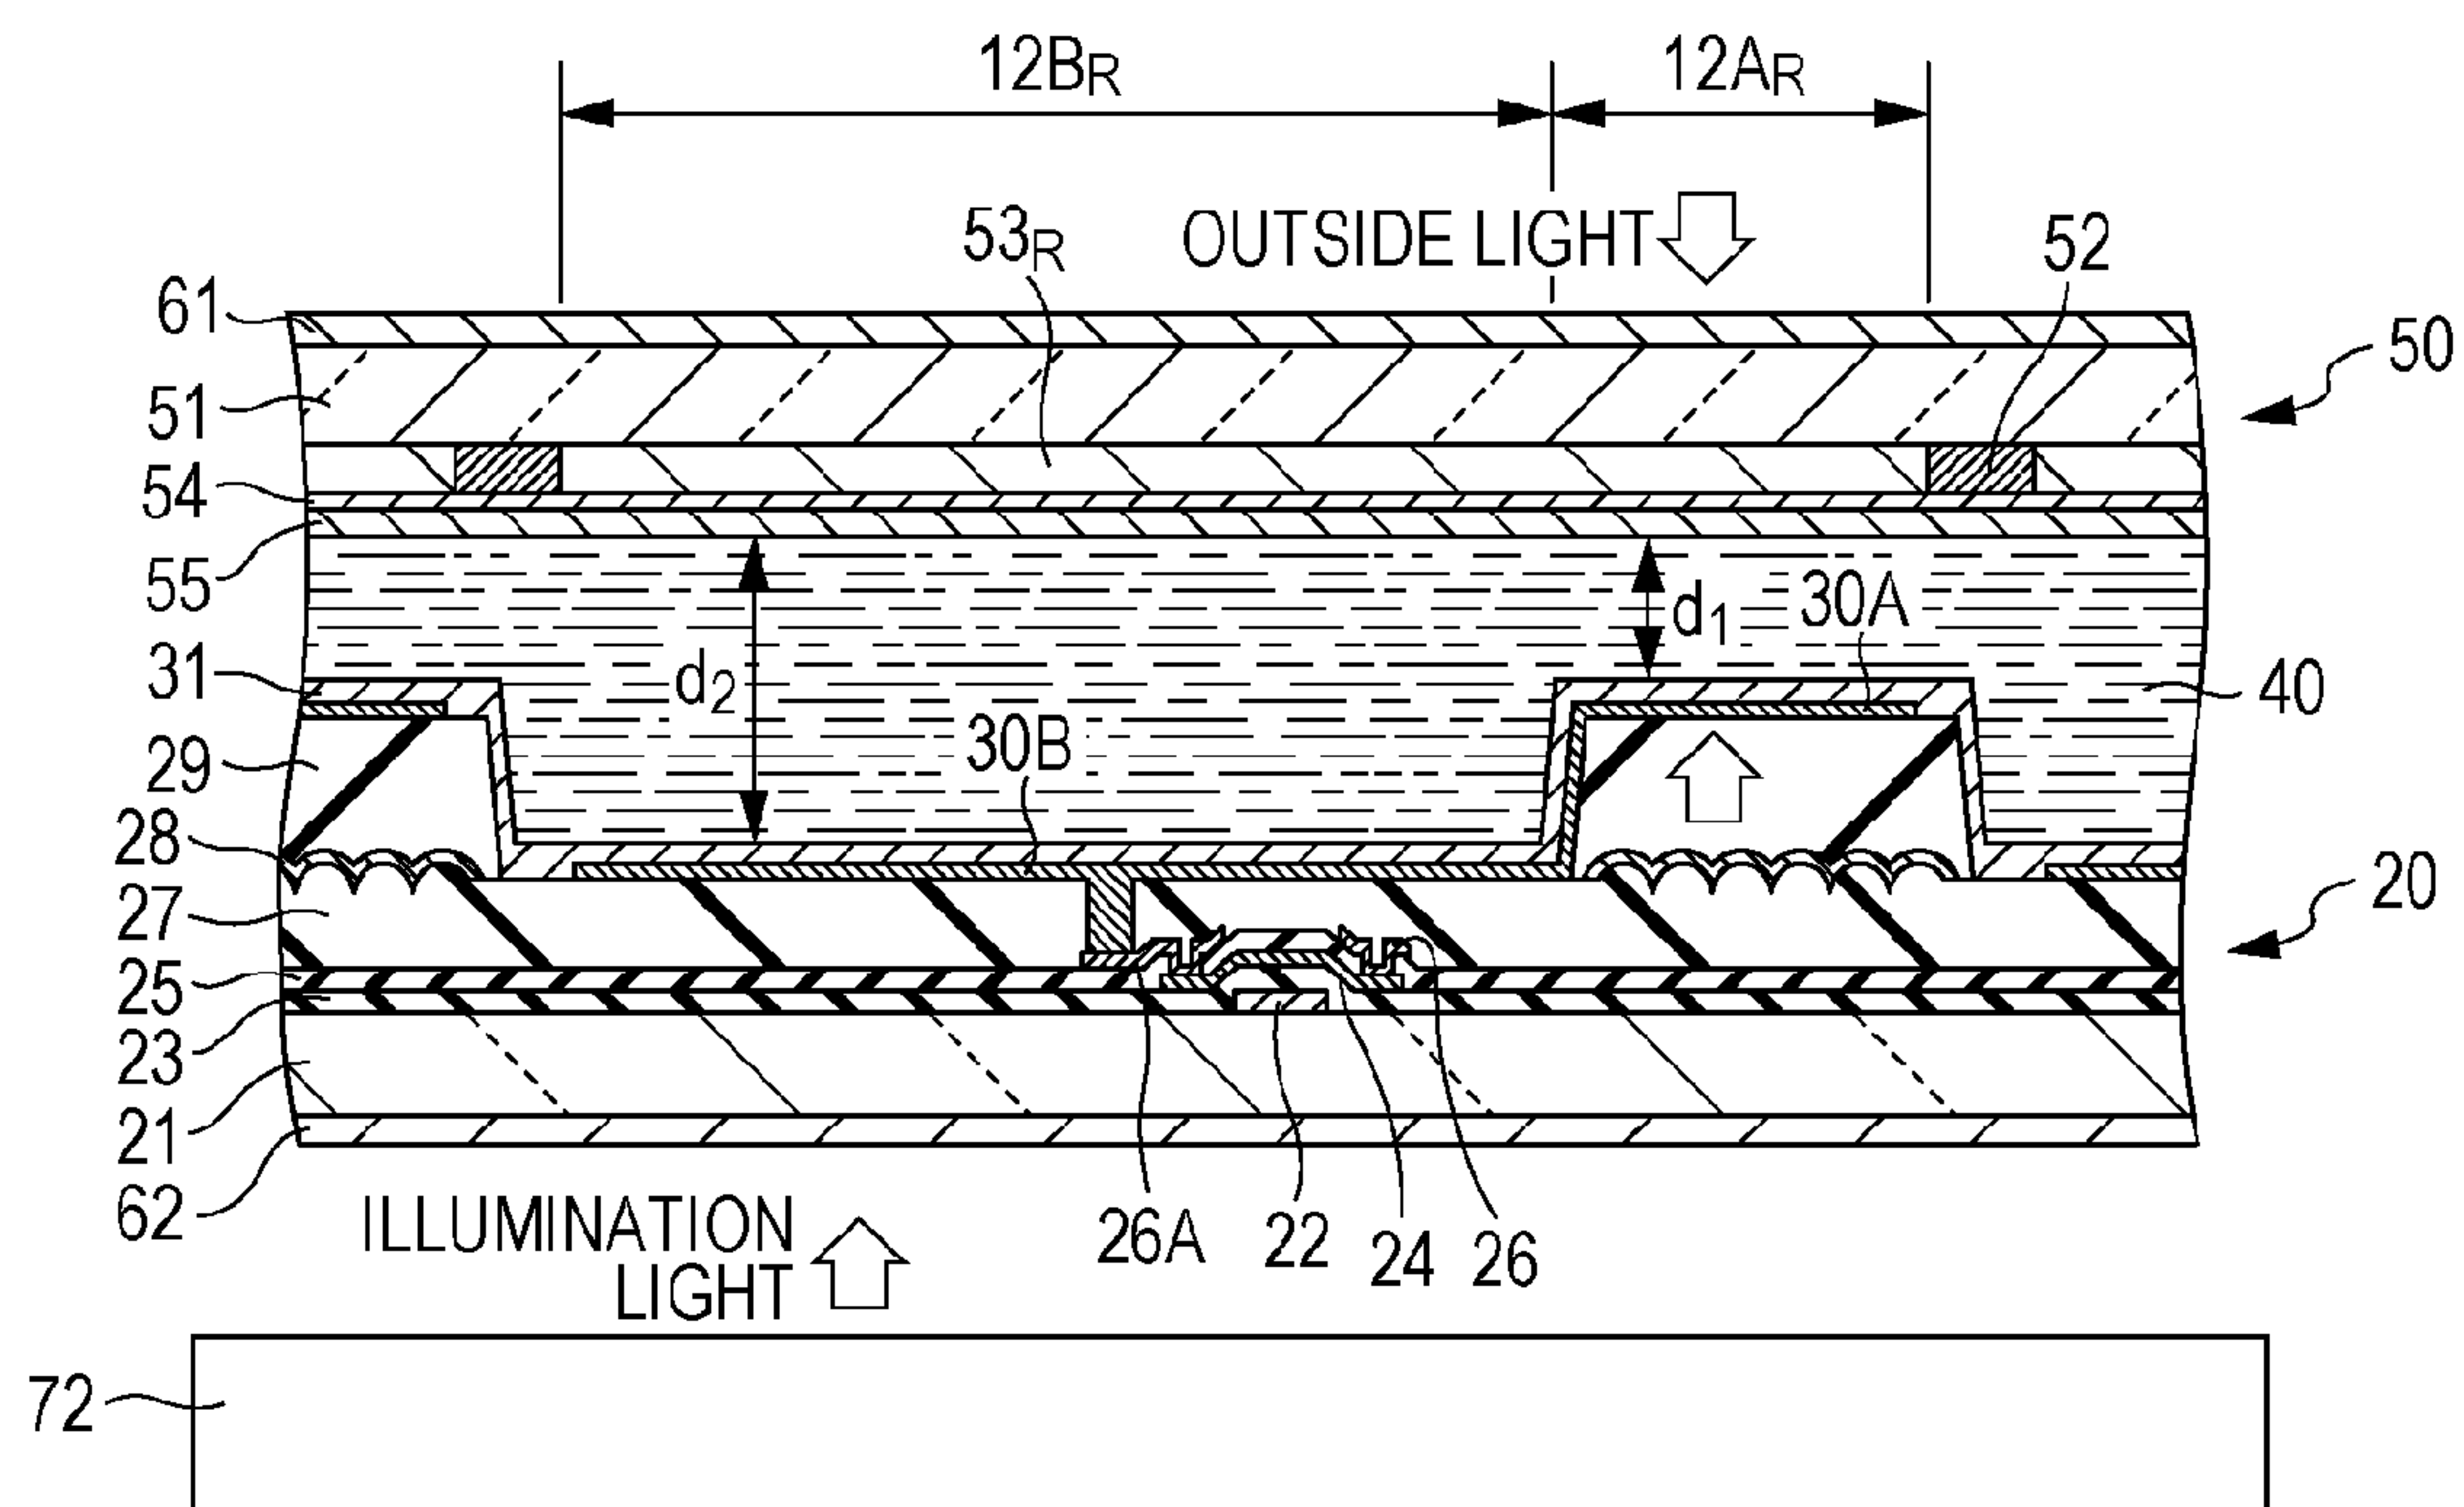 12BR
12AR
OUTSIDE LIGHT
53R
52
61
50
51
54
55
d1
30A
31
d2
40
29
30B
28
20
27
25
23
21
62
26A
22
24
26
ILLUMINATION
LIGHT
72